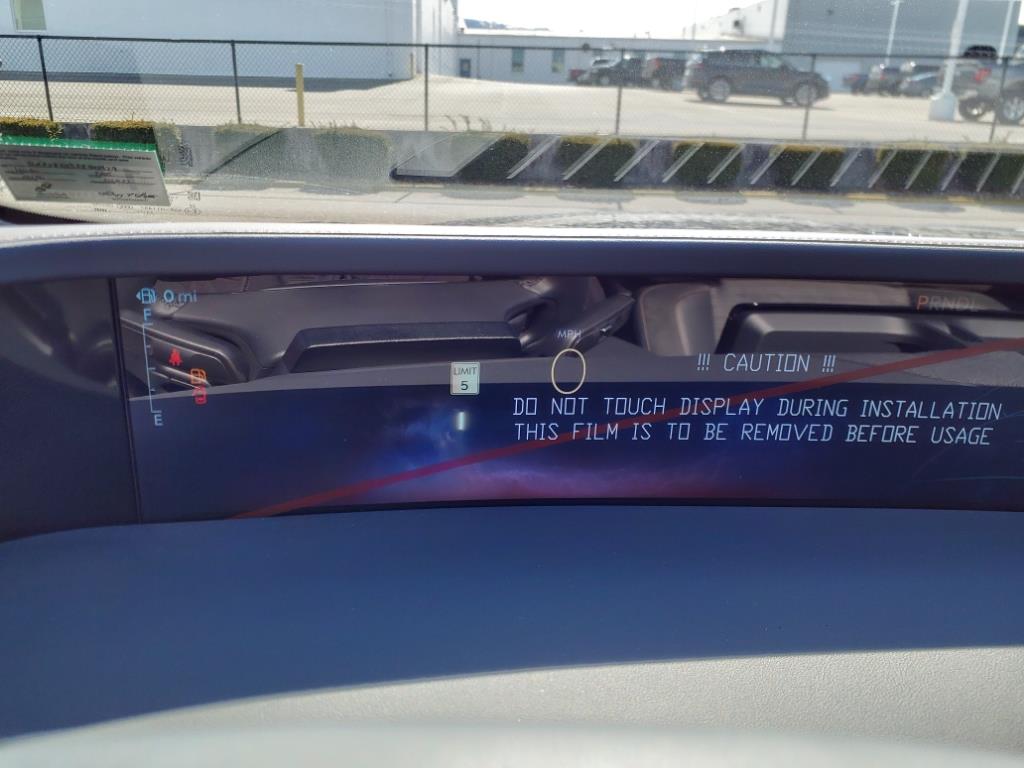 0 mi
F
E
LIMIT
5
MPH
0
PRNDL
!!! CAUTION !!!
DO NOT TOUCH DISPLAY DURING INSTALLATION
THIS FILM IS TO BE REMOVED BEFORE USAGE